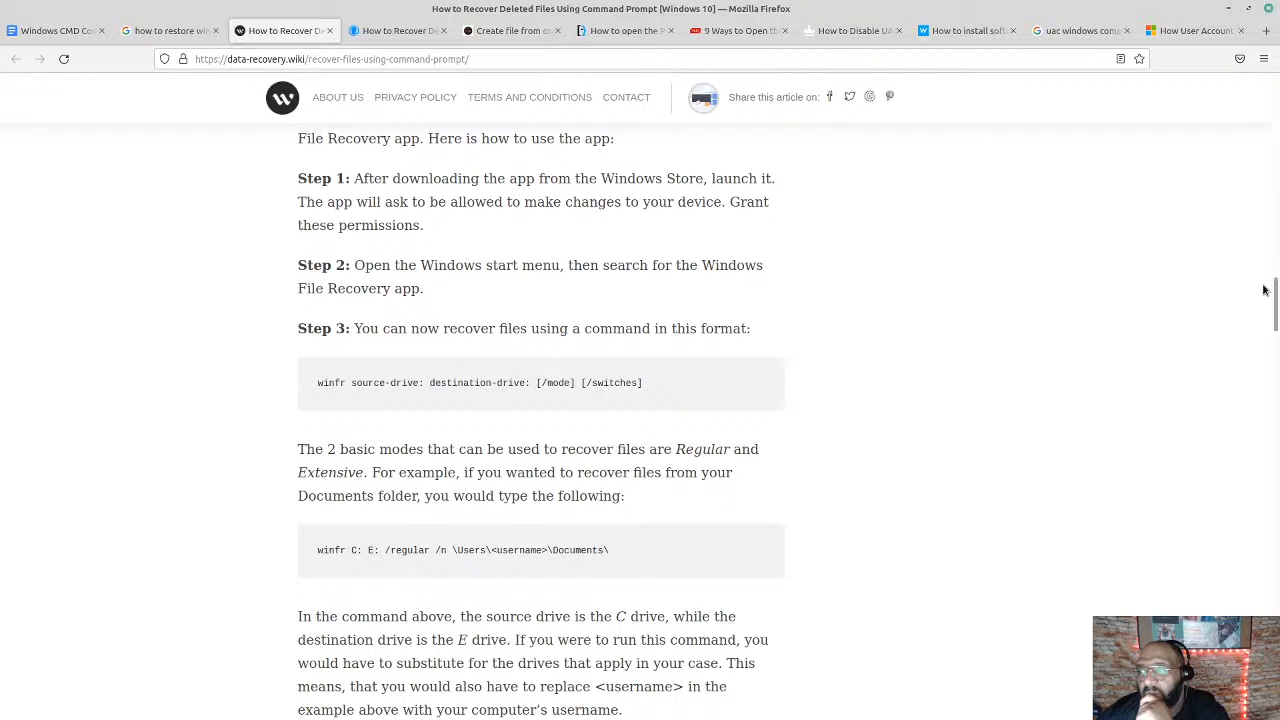 How to Recover Deleted Files Using Command Prompt [Windows 10] — Mozilla Firefox
Windows CMD Co
how to restore win
How to Recover De
How to Recover De
Create file from co
How to open the
9 Ways to Open th
How to Disable UA
How to install soft
uac windows com
How User Account
https://data-recovery.wiki/recover-files-using-command-prompt/
ABOUT US PRIVACY POLICY TERMS AND CONDITIONS CONTACT
Share this article on:
File Recovery app. Here is how to use the app:
Step 1: After downloading the app from the Windows Store, launch it.
The app will ask to be allowed to make changes to your device. Grant
these permissions.
Step 2: Open the Windows start menu, then search for the Windows
File Recovery app.
Step 3: You can now recover files using a command in this format:
winfr source-drive: destination-drive: [/mode] [/switches]
The 2 basic modes that can be used to recover files are Regular and
Extensive. For example, if you wanted to recover files from your
Documents folder, you would type the following:
winfr C: E: /regular /n \Users\<username>\Documents\
In the command above, the source drive is the C drive, while the
destination drive is the E drive. If you were to run this command, you
would have to substitute for the drives that apply in your case. This
means, that you would also have to replace <username> in the
example above with your computer's username.